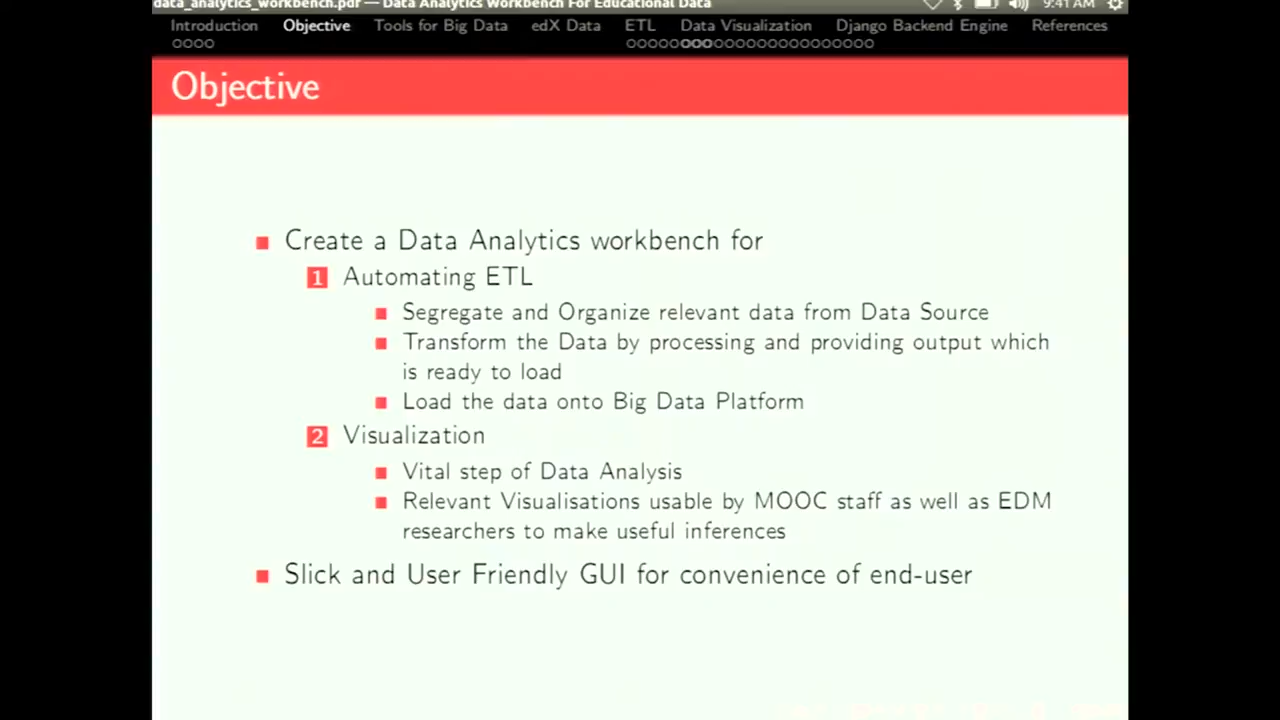 data_analytics_workbench.pdf — Data Analytics Workbench For Educational Data 9:41 AM
Introduction Objective Tools for Big Data edX Data ETL Data Visualization Django Backend Engine References
Objective
Create a Data Analytics workbench for
1 Automating ETL
Segregate and Organize relevant data from Data Source
Transform the Data by processing and providing output which
is ready to load
Load the data onto Big Data Platform
2 Visualization
Vital step of Data Analysis
Relevant Visualisations usable by MOOC staff as well as EDM
researchers to make useful inferences
Slick and User Friendly GUI for convenience of end-user